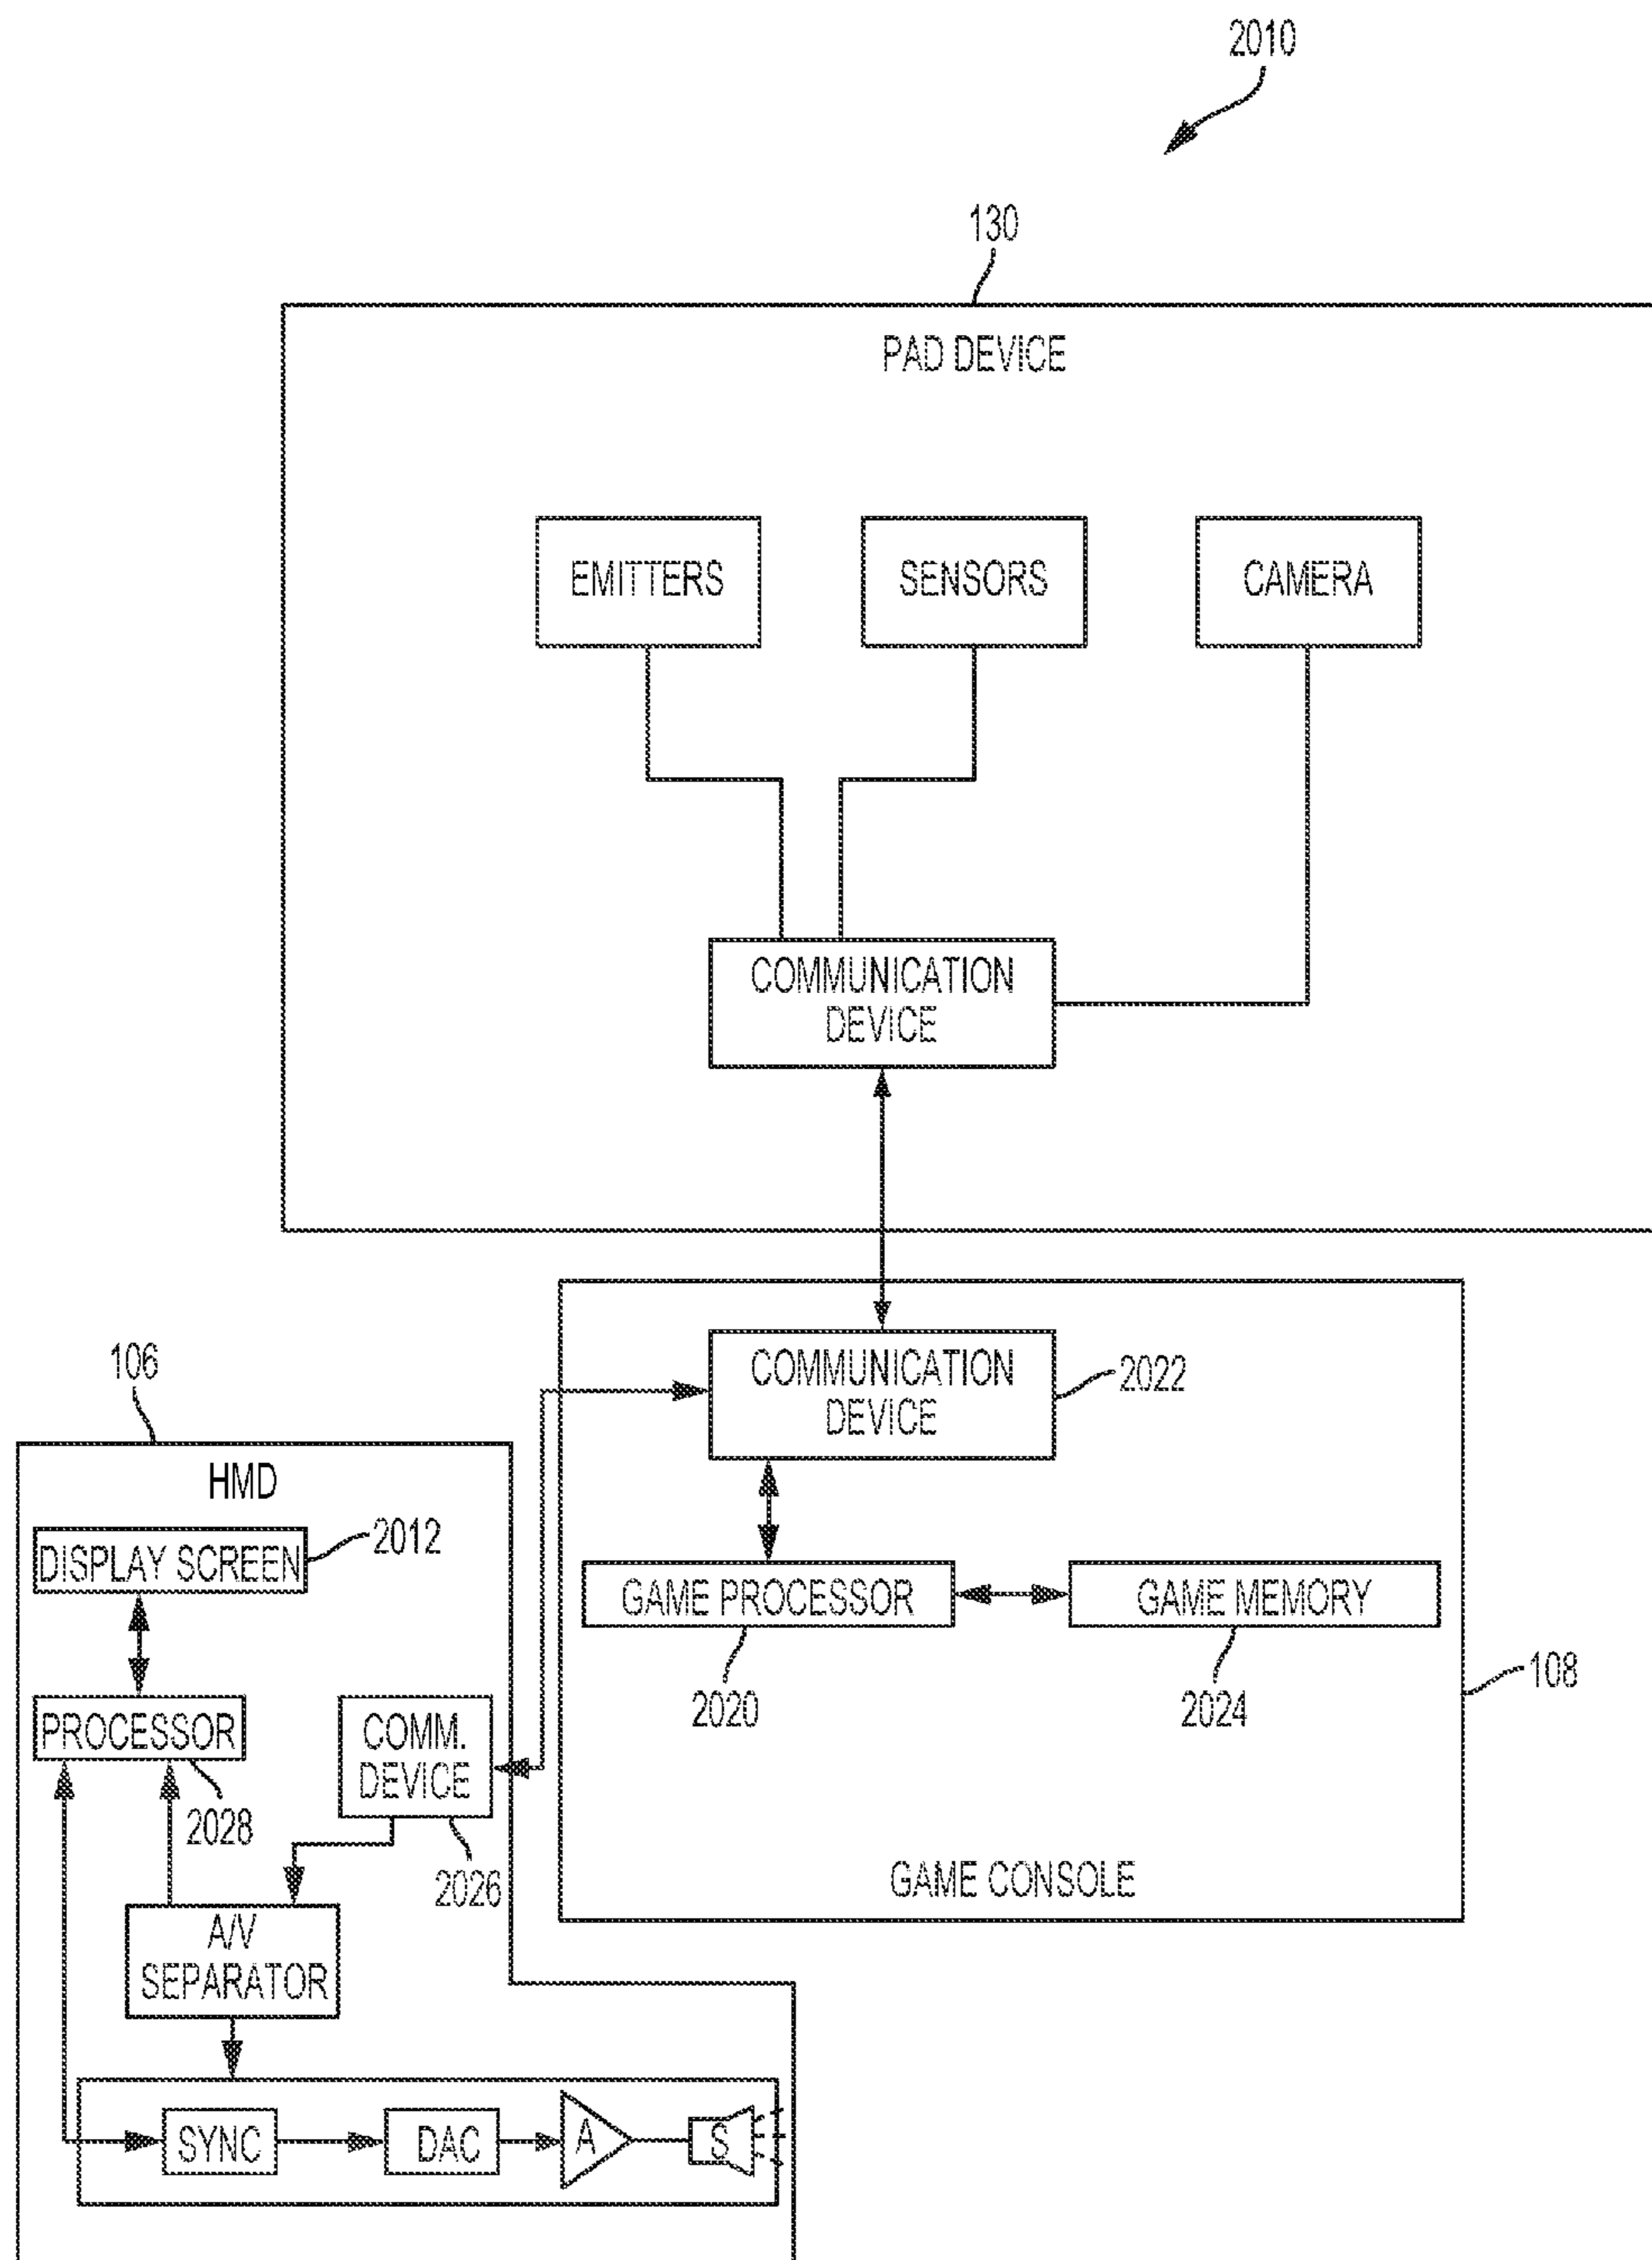 2010
130
PAD DEVICE
EMITTERS
SENSORS
CAMERA
COMMUNICATION
DEVICE
106
COMMUNICATION
DEVICE
2022
HMD
DISPLAY SCREEN
2012
GAME PROCESSOR
GAME MEMORY
2020
2024
108
PROCESSOR
COMM.
DEVICE
2028
2026
GAME CONSOLE
A/V
SEPARATOR
SYNC
DAC
A
S